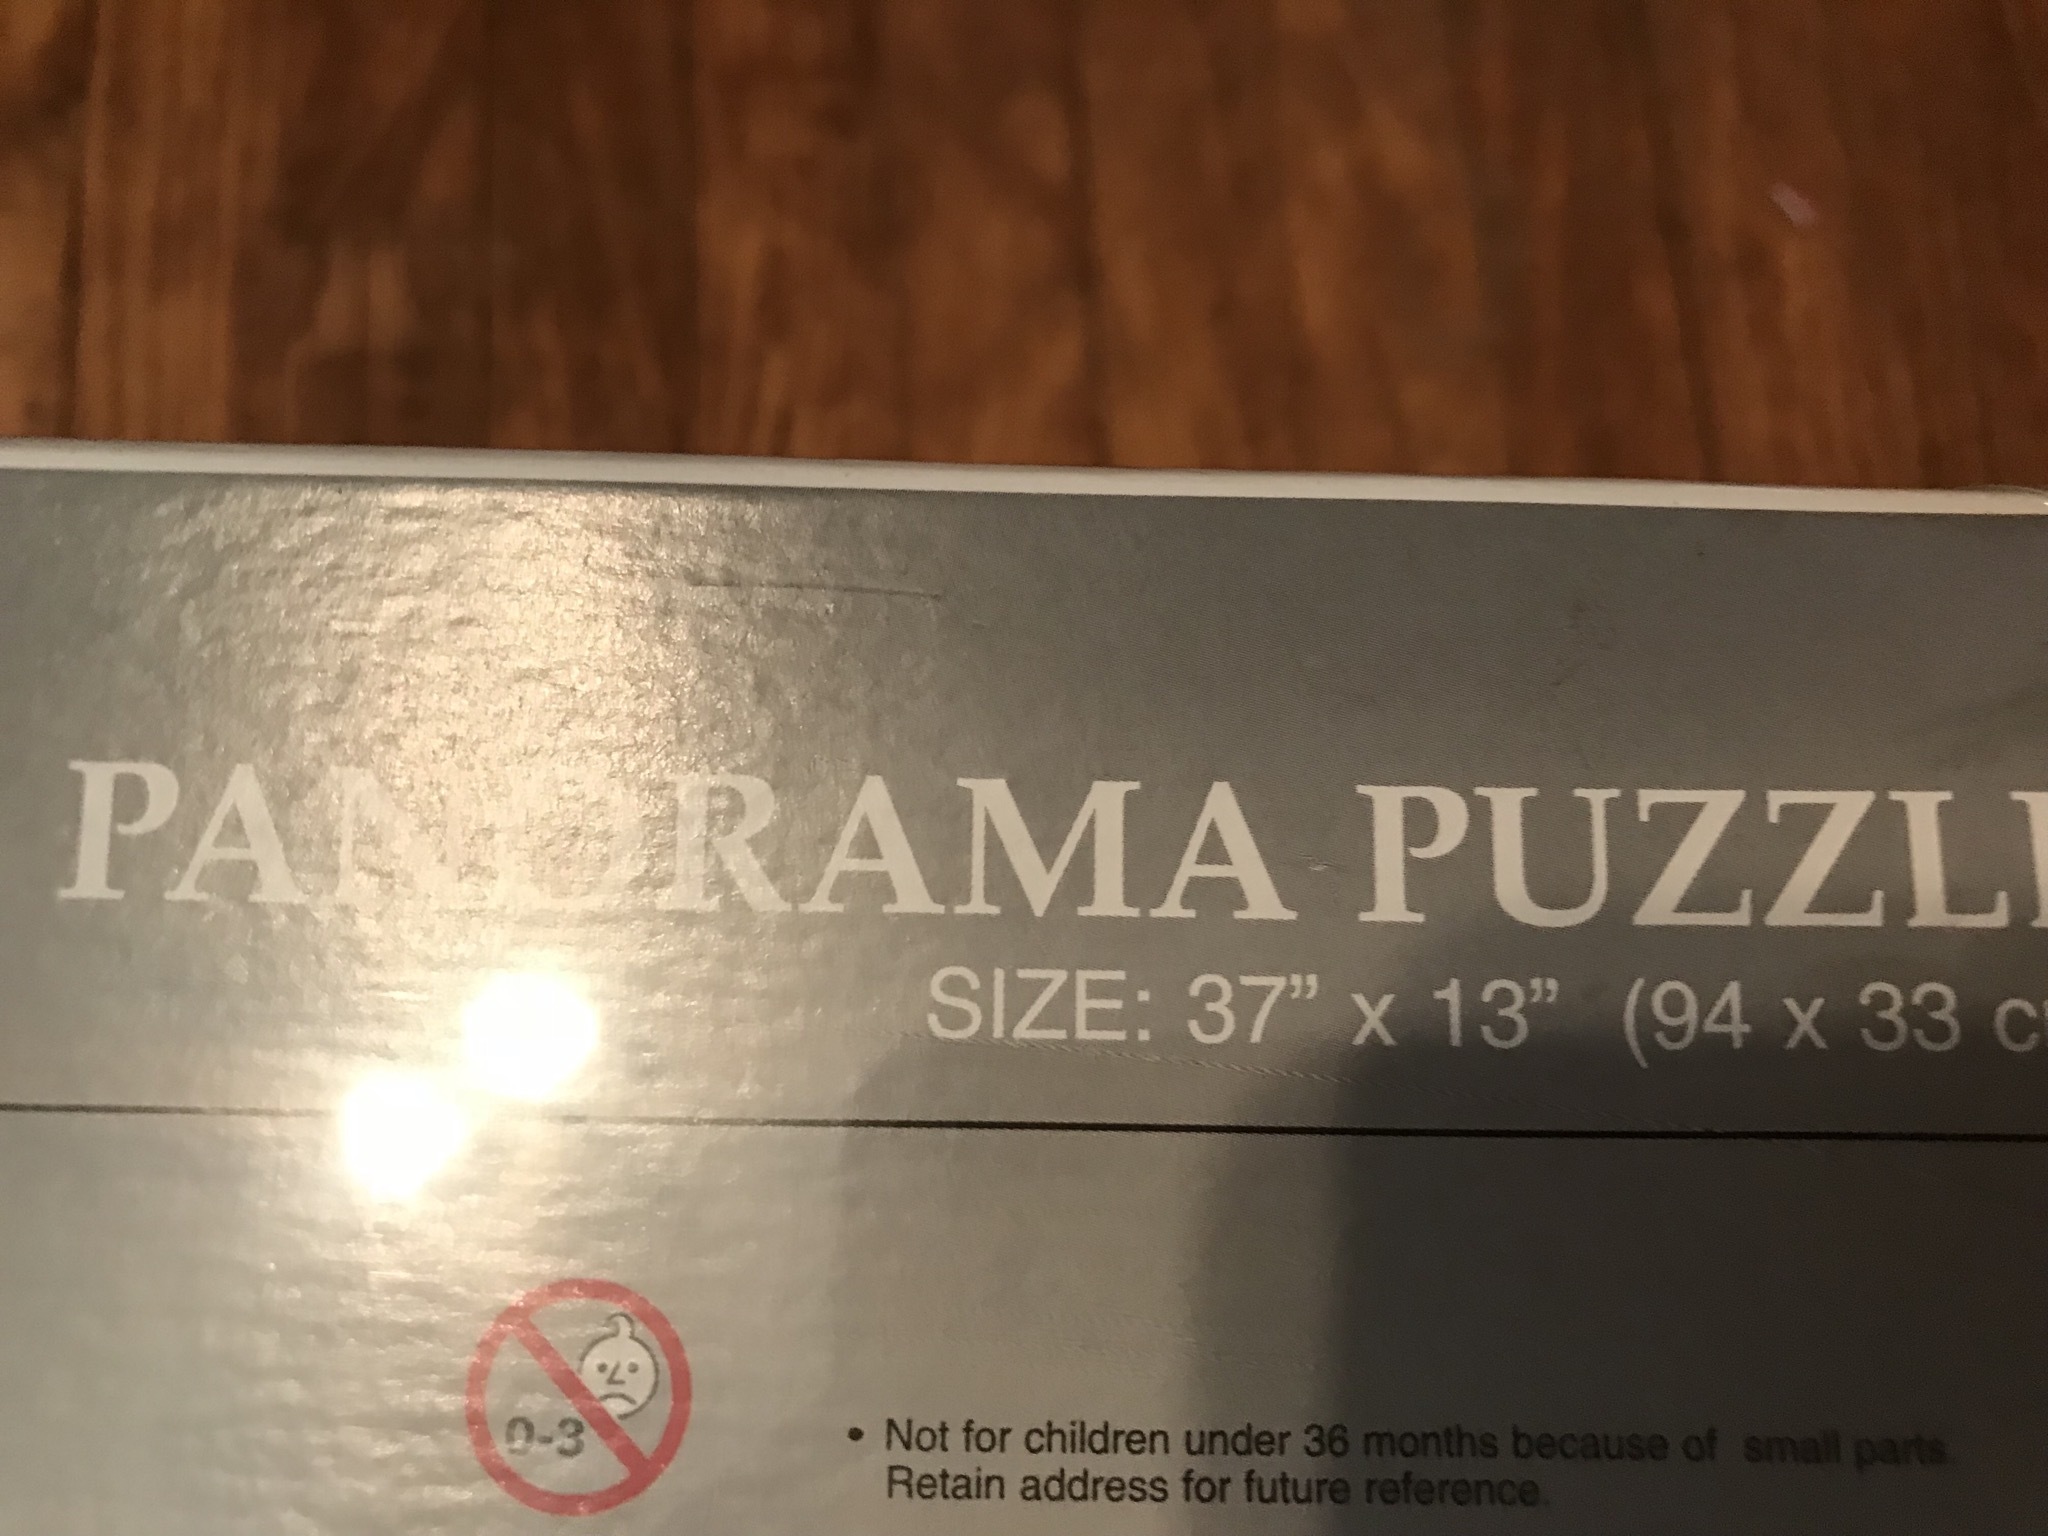 PANORAMA PUZZL
SIZE: 37” x 13” (94 x 33 c
0-3
• Not for children under 36 months because of small parts.
Retain address for future reference.